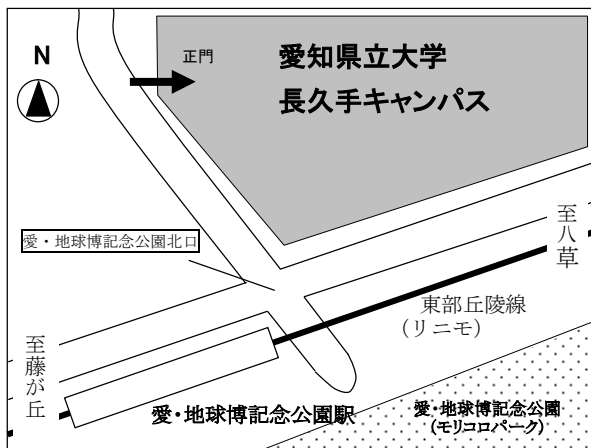 N
正門
愛知県立大学
長久手キャンパス
愛・地球博記念公園北口
至八草
東部丘陵線
(リニモ)
至藤が丘
愛・地球博記念公園駅
愛・地球博記念公園
(モリコロパーク)